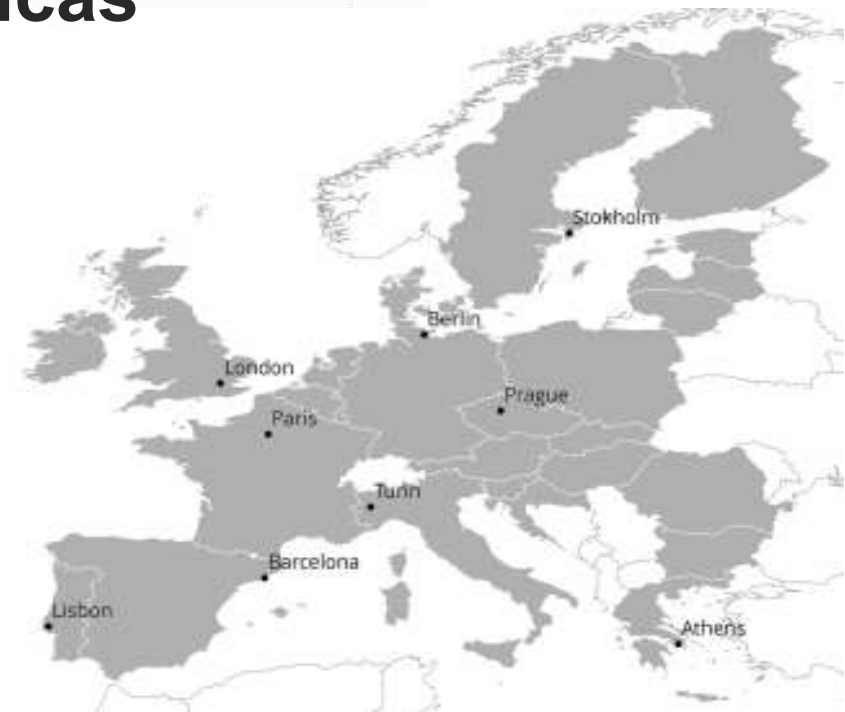 icas
Stokholm
Berlin
London
Prague
Paris
Turin
Barcelona
Lisbon
Athens